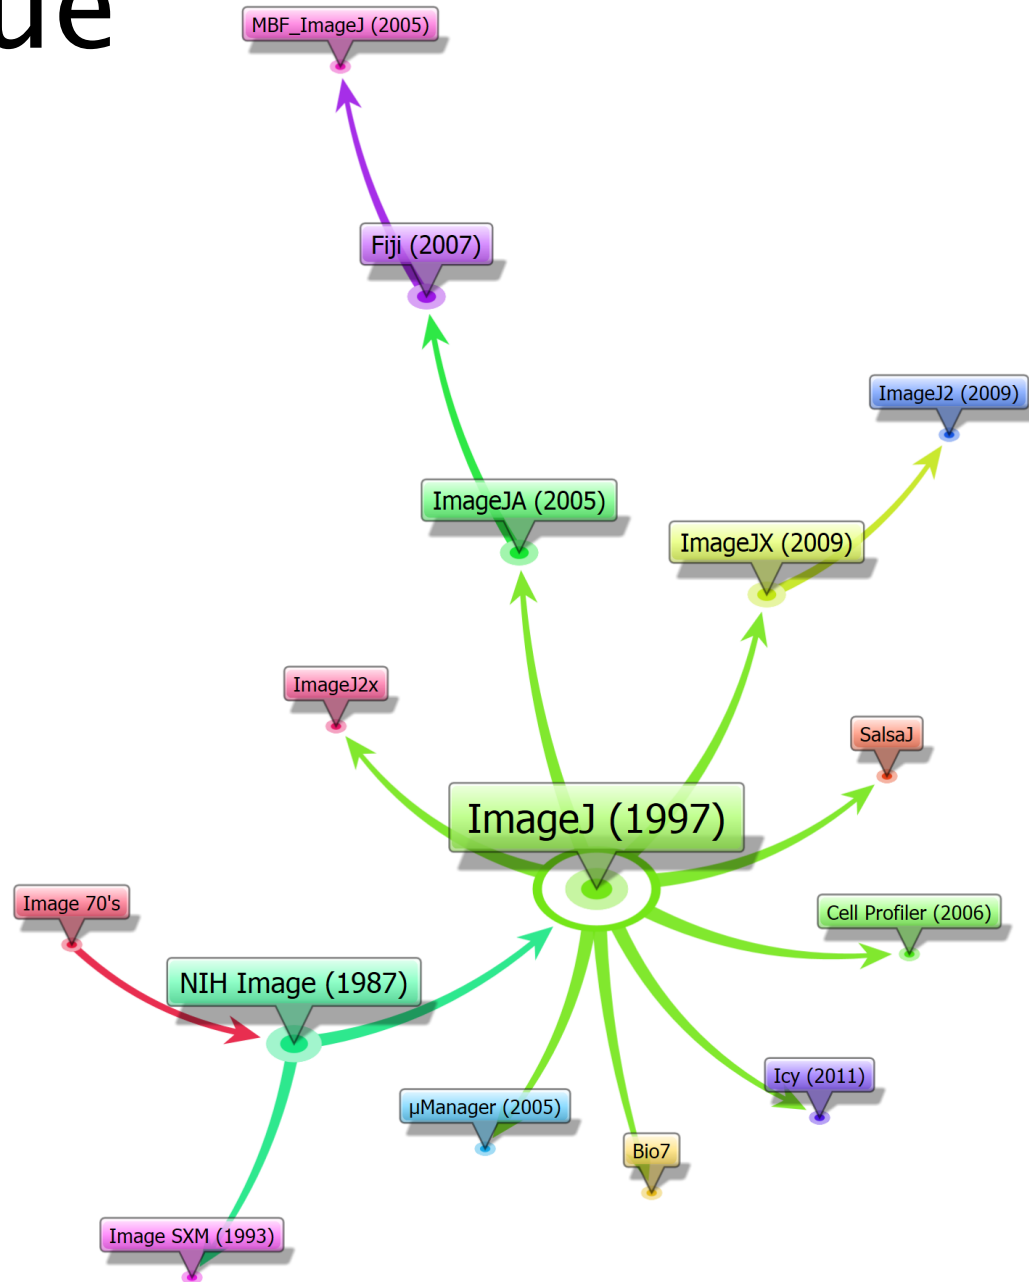 ue
MBF_ImageJ (2005)
Fiji (2007)
ImageJ2 (2009)
ImageJA (2005)
ImageJX (2009)
ImageJ2x
SalsaJ
ImageJ (1997)
Image 70's
Cell Profiler (2006)
NIH Image (1987)
Icy (2011)
µManager (2005)
Bio7
Image SXM (1993)